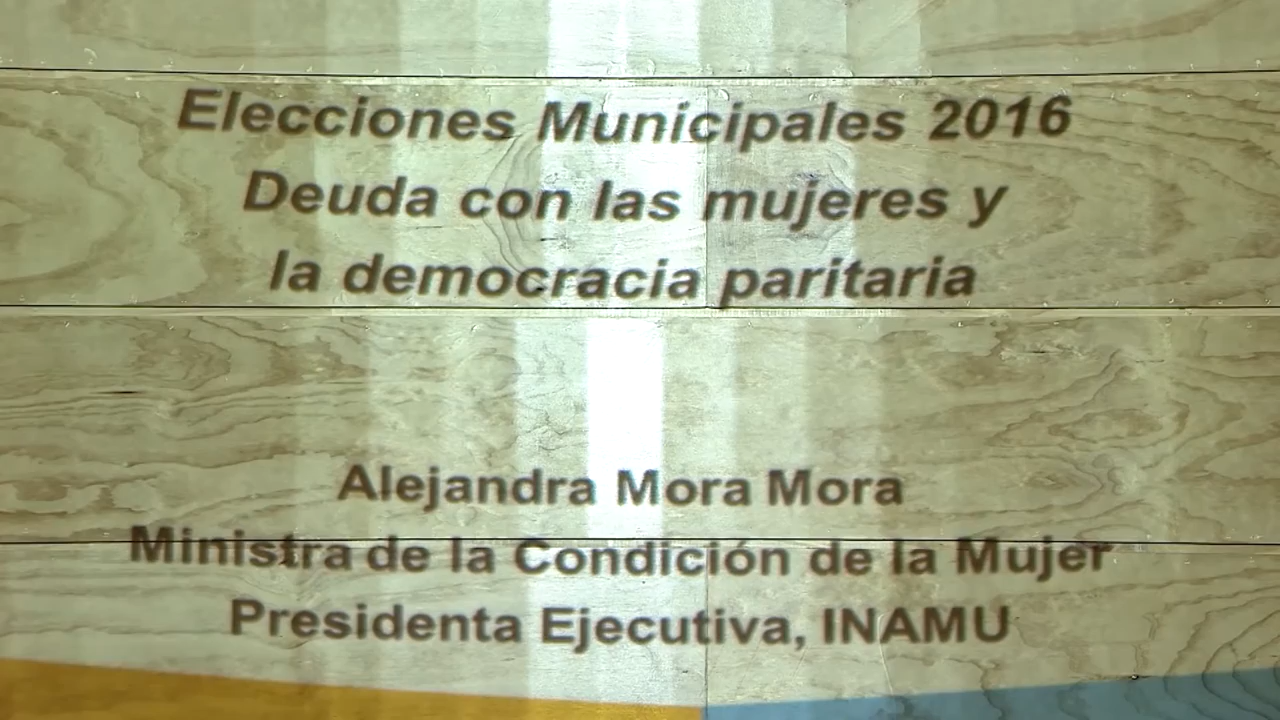 Elecciones Municipales 2016
Deuda con las mujeres y
la democracia paritaria
Alejandra Mora Mora
Ministra de la Condición de la Mujer
Presidenta Ejecutiva, INAMU